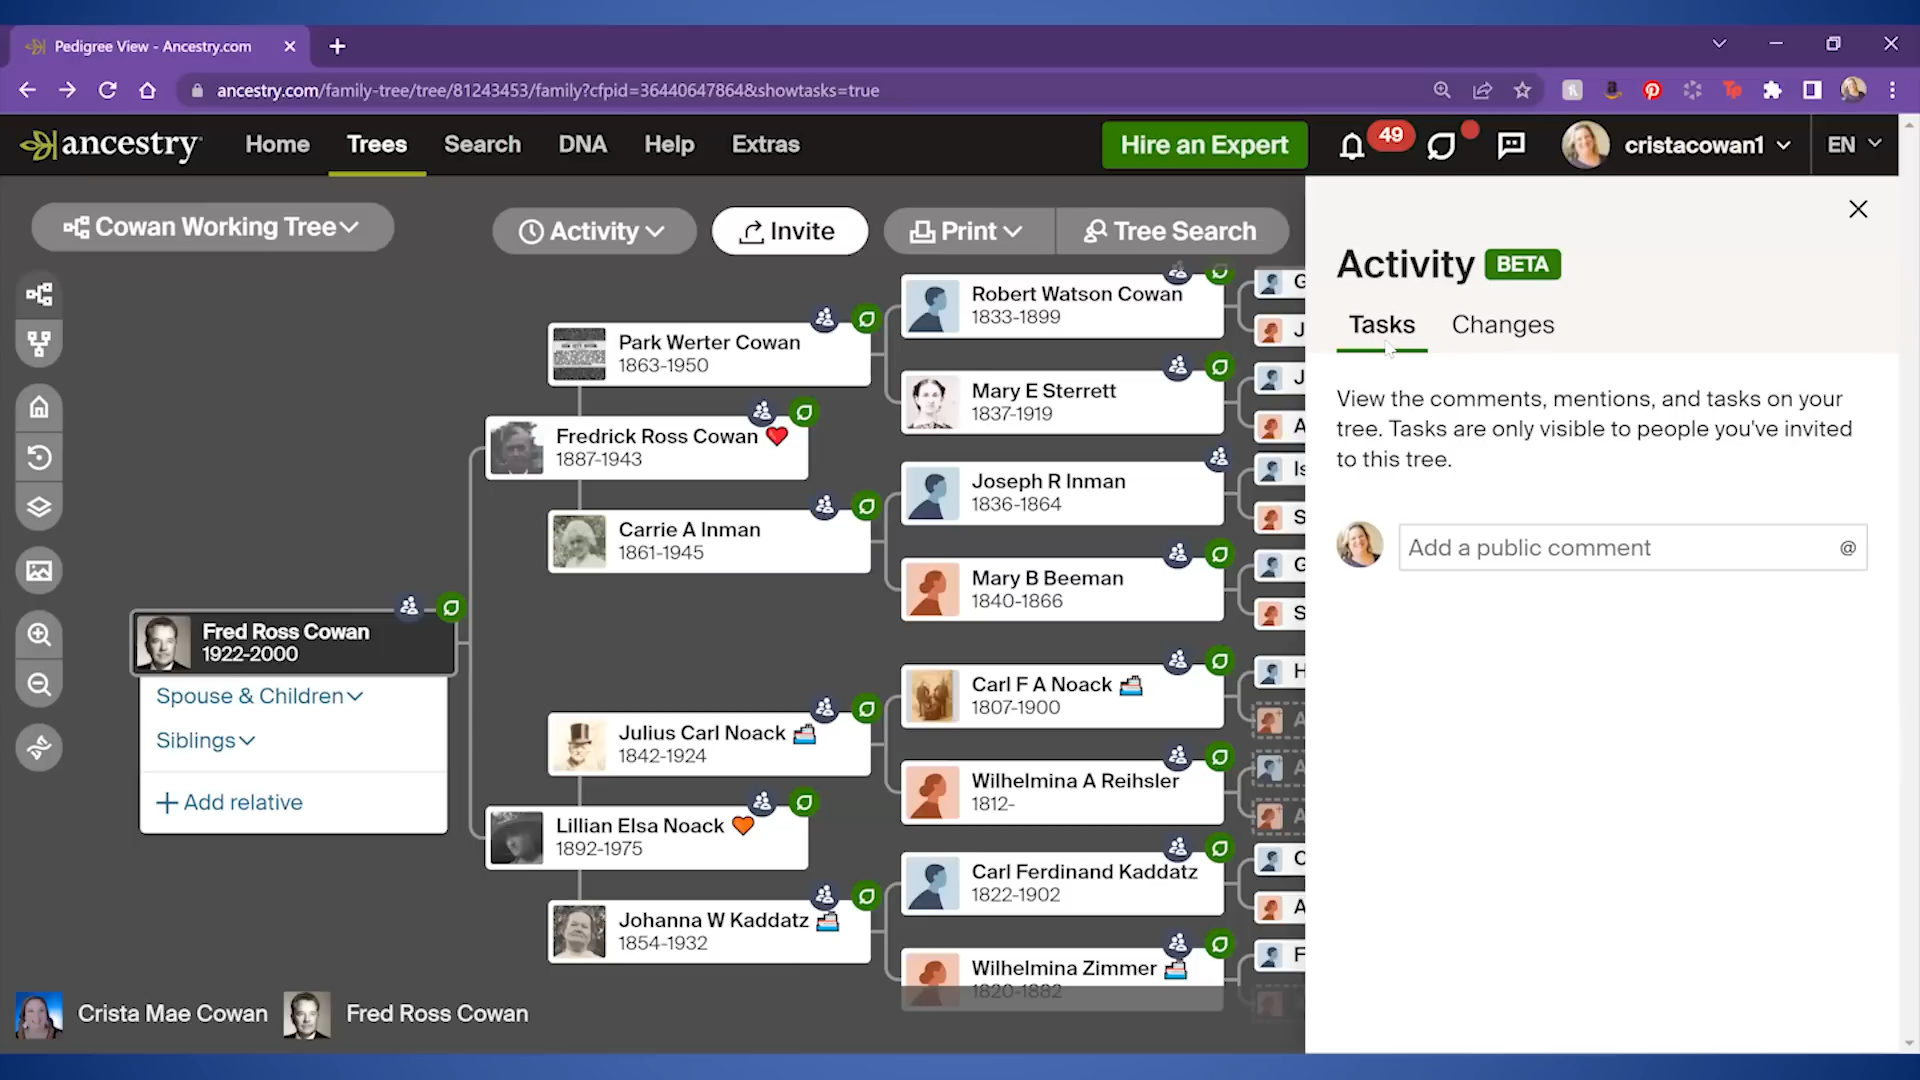 Pedigree View - Ancestry.com
ancestry.com/family-tree/tree/81243453/family?cfpid=36440647864&showtasks=true
ancestry
Home
Trees
Search
DNA
Help
Extras
Hire an Expert
49
cristacowan1
EN
Cowan Working Tree
Activity
Invite
Print
Tree Search
Robert Watson Cowan
1833-1899
Park Werter Cowan
1863-1950
Mary E Sterrett
1837-1919
Fredrick Ross Cowan
1887-1943
Joseph R Inman
1836-1864
Carrie A Inman
1861-1945
Mary B Beeman
1840-1866
Fred Ross Cowan
1922-2000
Spouse & Children
Siblings
Add relative
Carl F A Noack
1807-1900
Julius Carl Noack
1842-1924
Wilhelmina A Reihsler
1812-
Lillian Elsa Noack
1892-1975
Carl Ferdinand Kaddatz
1822-1902
Johanna W Kaddatz
1854-1932
Wilhelmina Zimmer
1820-1882
G
J
J
A
Is
S
G
S
H
A
A
A
C
A
F
Crista Mae Cowan
Fred Ross Cowan
Activity BETA
Tasks
Changes
View the comments, mentions, and tasks on your
tree. Tasks are only visible to people you've invited
to this tree.
Add a public comment @